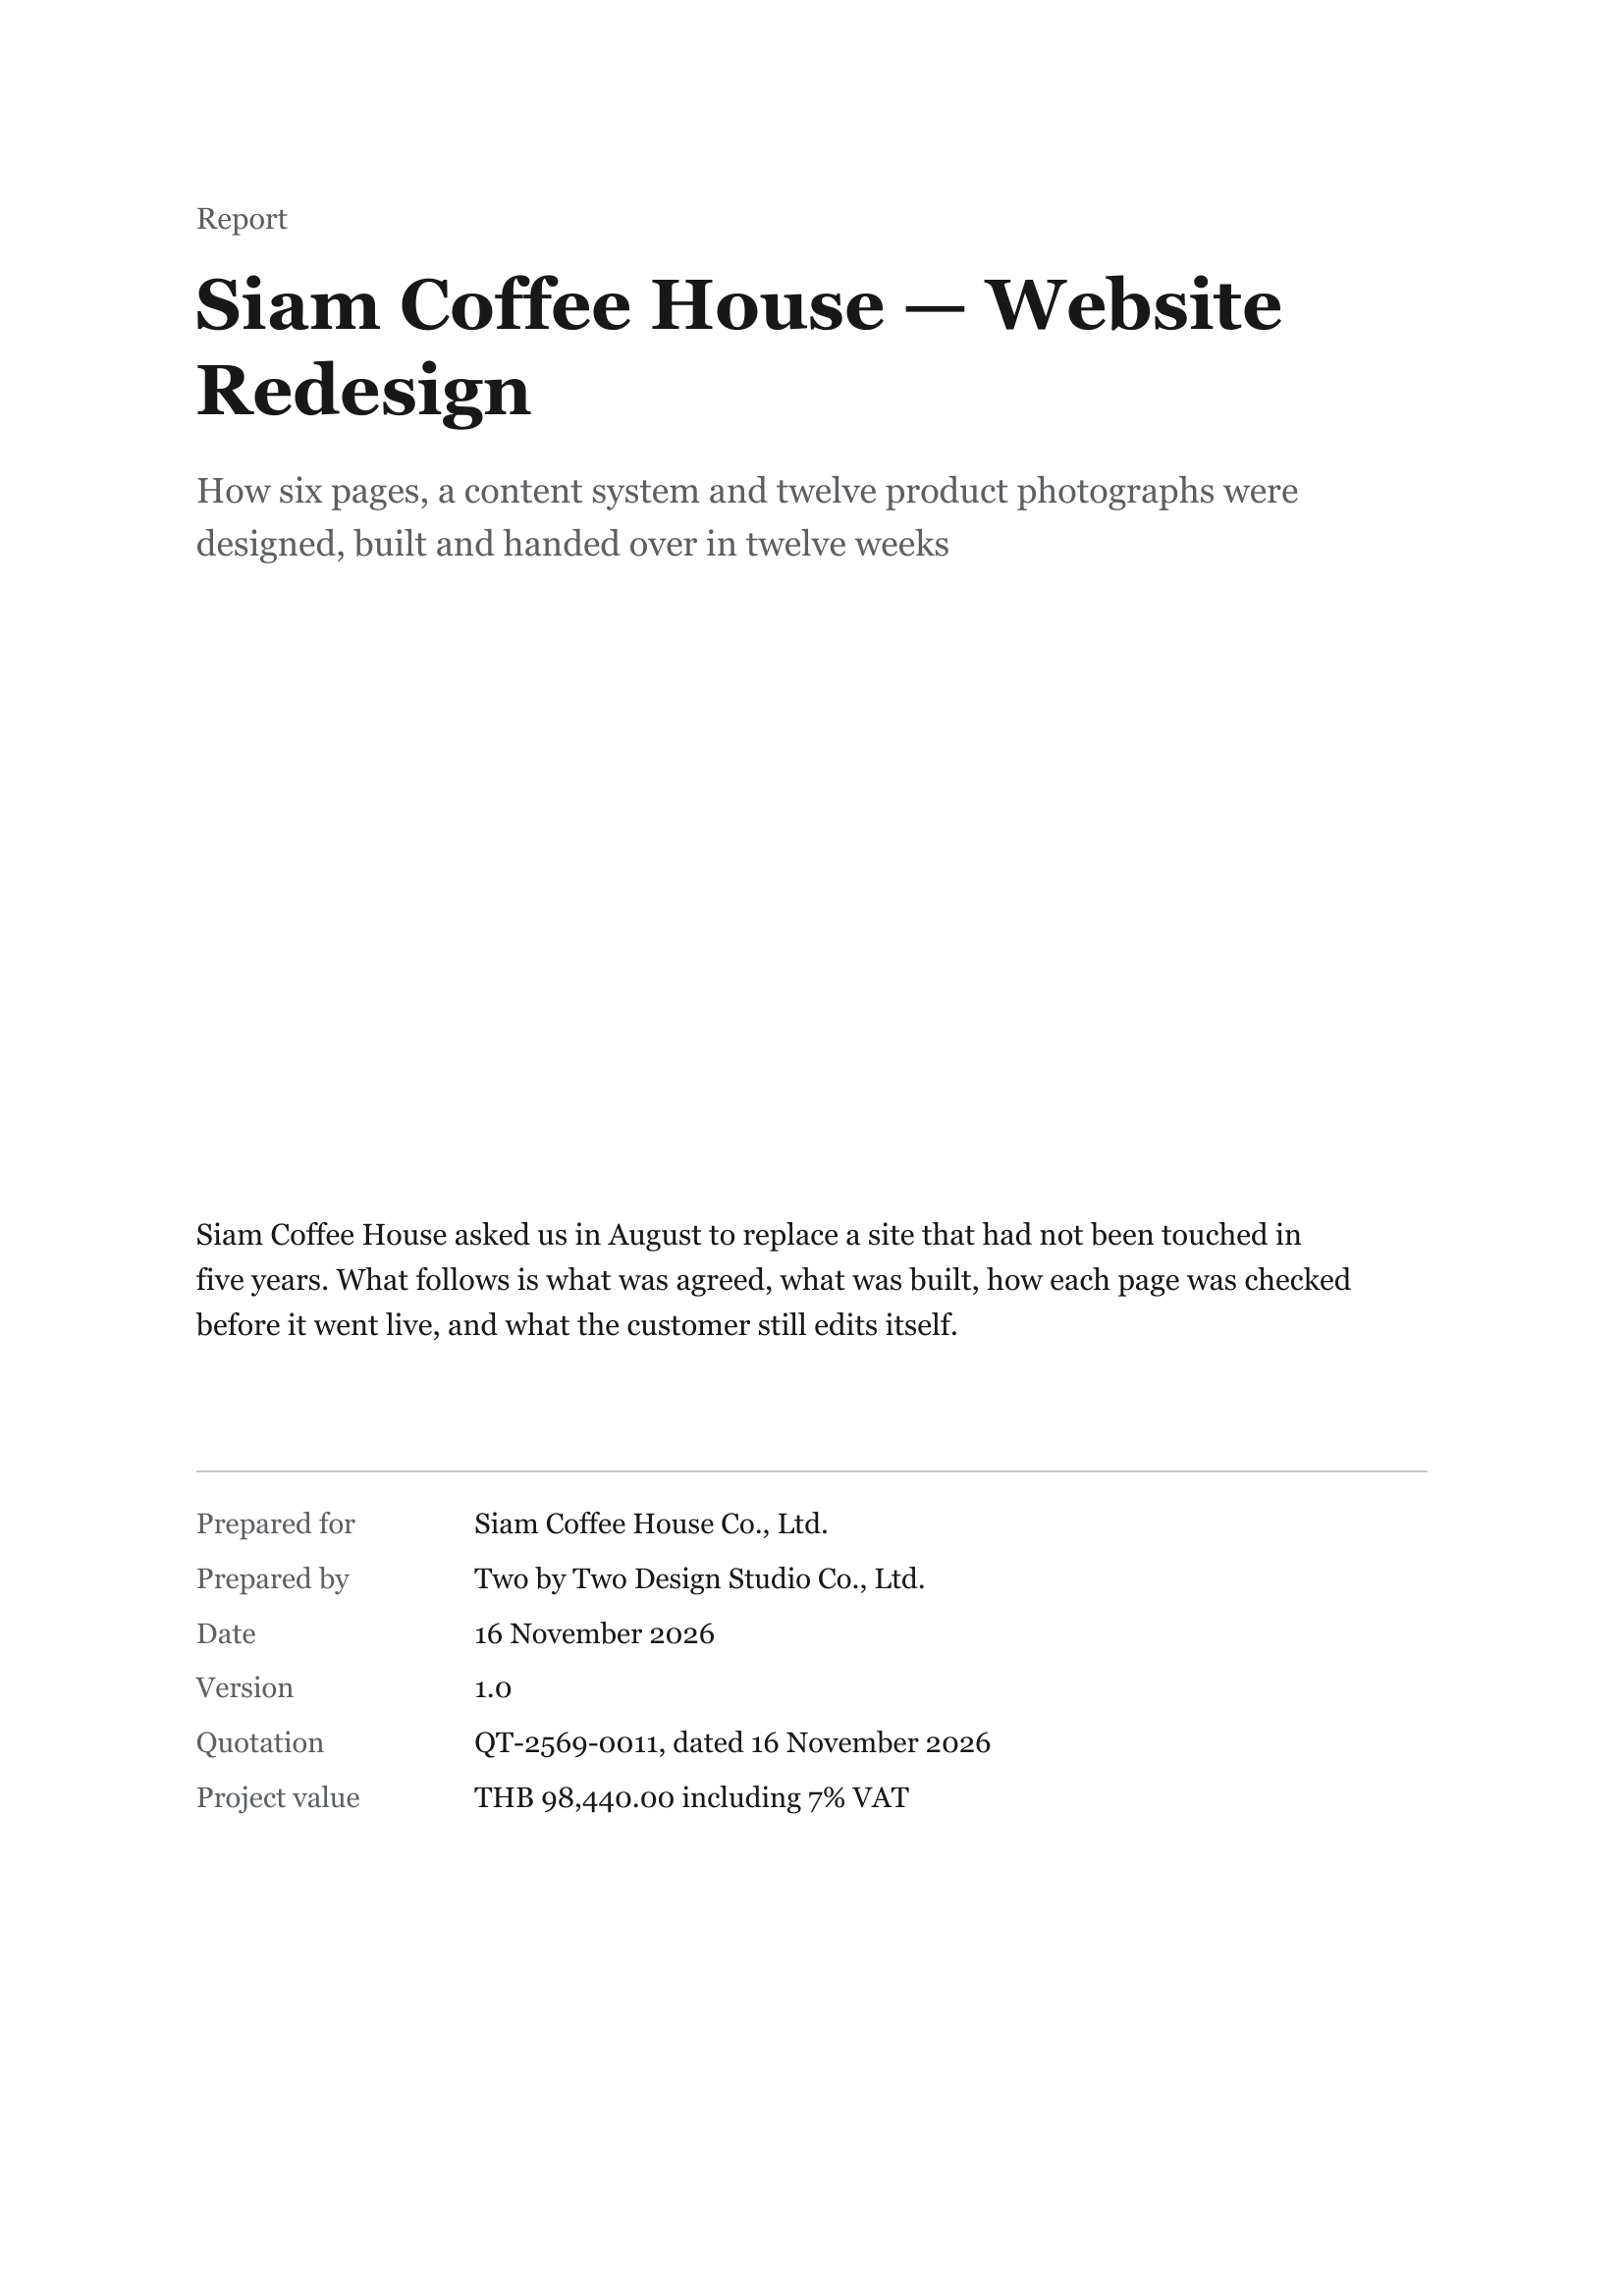 Report
Siam Coffee House — Website
Redesign
How six pages, a content system and twelve product photographs were
designed, built and handed over in twelve weeks
Siam Coffee House asked us in August to replace a site that had not been touched in
five years. What follows is what was agreed, what was built, how each page was checked
before it went live, and what the customer still edits itself.
Prepared for Siam Coffee House Co., Ltd.
Prepared by Two by Two Design Studio Co., Ltd.
Date 16 November 2026
Version 1.0
Quotation QT-2569-0011, dated 16 November 2026
Project value THB 98,440.00 including 7% VAT